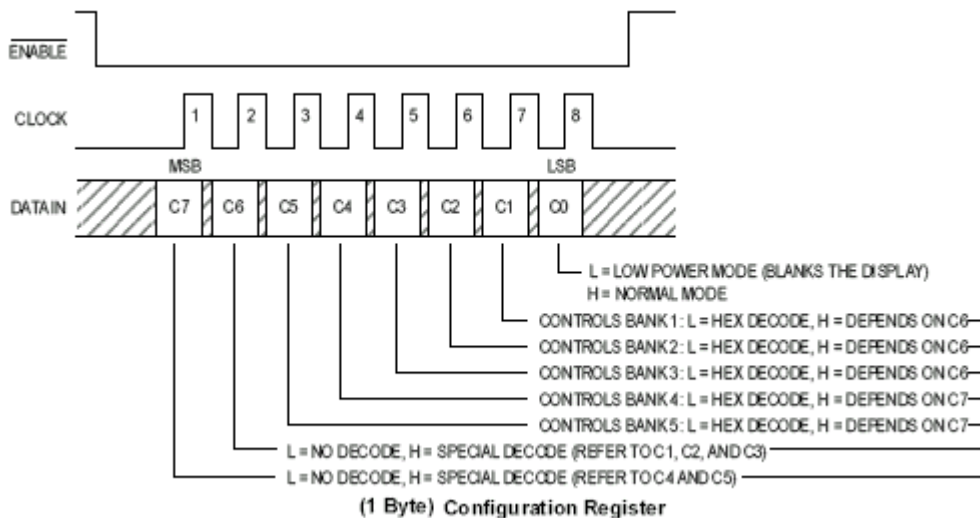 ENABLE
CLOCK 1 2 3 4 5 6 7 8
MSB LSB
DATAIN C7 C6 C5 C4 C3 C2 C1 C0
L = LOW POWER MODE (BLANKS THE DISPLAY)
H = NORMAL MODE
CONTROLS BANK 1: L = HEX DECODE, H = DEPENDS ON C6
CONTROLS BANK 2: L = HEX DECODE, H = DEPENDS ON C6
CONTROLS BANK 3: L = HEX DECODE, H = DEPENDS ON C6
CONTROLS BANK 4: L = HEX DECODE, H = DEPENDS ON C7
CONTROLS BANK 5: L = HEX DECODE, H = DEPENDS ON C7
L = NO DECODE, H = SPECIAL DECODE (REFER TO C1, C2, AND C3)
L = NO DECODE, H = SPECIAL DECODE (REFER TO C4 AND C5)
(1 Byte) Configuration Register